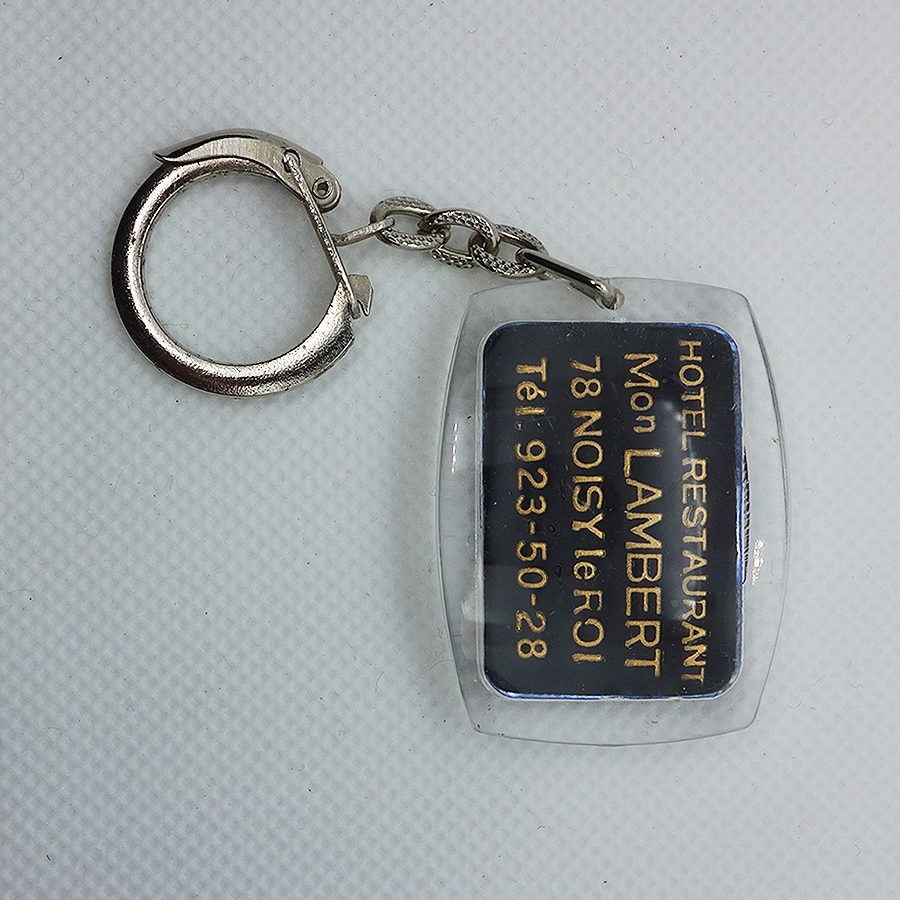 HOTEL RESTAURANT
Mon LAMBERT
78 NOISY le ROI
Tél. 923-50-28